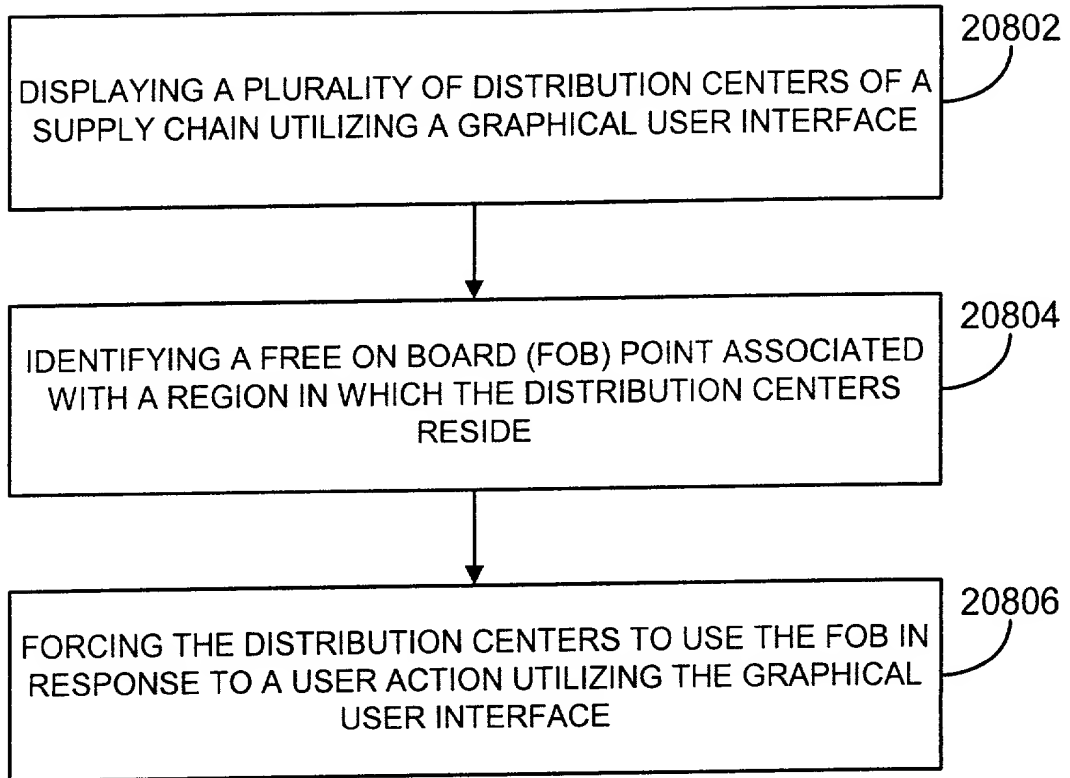 20802
DISPLAYING A PLURALITY OF DISTRIBUTION CENTERS OF A
SUPPLY CHAIN UTILIZING A GRAPHICAL USER INTERFACE
20804
IDENTIFYING A FREE ON BOARD (FOB) POINT ASSOCIATED
WITH A REGION IN WHICH THE DISTRIBUTION CENTERS
RESIDE
20806
FORCING THE DISTRIBUTION CENTERS TO USE THE FOB IN
RESPONSE TO A USER ACTION UTILIZING THE GRAPHICAL
USER INTERFACE